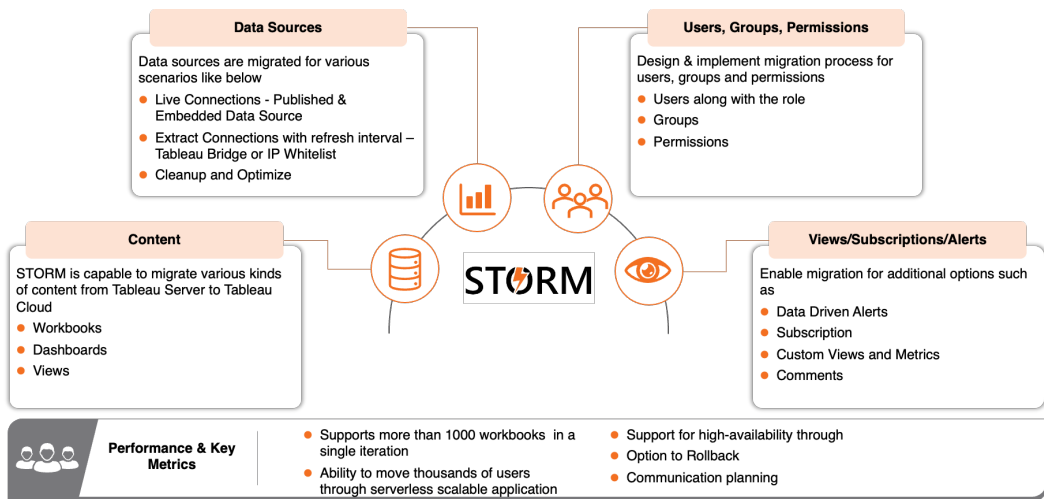 Data Sources
Data sources are migrated for various
scenarios like below
Live Connections - Published &
Embedded Data Source
Extract Connections with refresh interval –
Tableau Bridge or IP Whitelist
Cleanup and Optimize
Users, Groups, Permissions
Design & implement migration process for
users, groups and permissions
Users along with the role
Groups
Permissions
Content
STORM is capable to migrate various kinds
of content from Tableau Server to Tableau
Cloud
Workbooks
Dashboards
Views
STORM
Views/Subscriptions/Alerts
Enable migration for additional options such
as
Data Driven Alerts
Subscription
Custom Views and Metrics
Comments
Performance & Key
Metrics
Supports more than 1000 workbooks in a
single iteration
Ability to move thousands of users
through serverless scalable application
Support for high-availability through
Option to Rollback
Communication planning